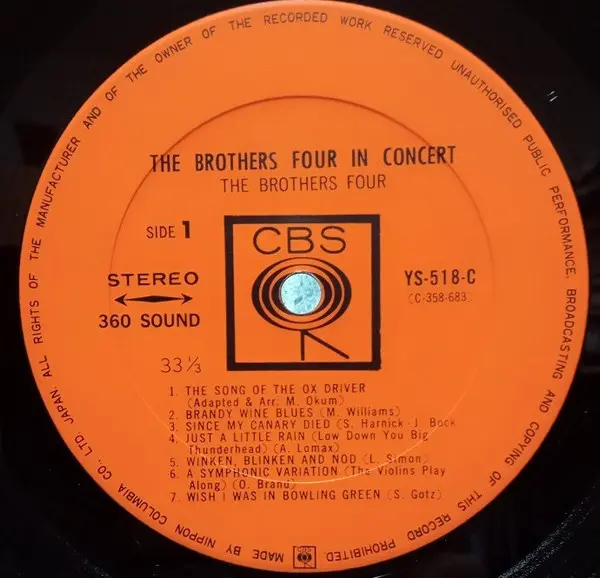 THE BROTHERS FOUR IN CONCERT
THE BROTHERS FOUR
SIDE 1
CBS
STEREO
360 SOUND
YS-518-C
(C-358-683)
33 1/3
1. THE SONG OF THE OX DRIVER
(Adapted & Arr. M. Okum)
2. BRANDY WINE BLUES (M. Williams)
3. SINCE MY CANARY DIED (S. Harnick-J. Bock
4. JUST A LITTLE RAIN (Low Down You Big
Thunderhead) (A. Lomax)
5. WINKEN, BLINKEN AND NOD (L. Simon)
6. A SYMPHONIC VARIATION (The Violins Play
Along) (O. Brand)
7. WISH I WAS IN BOWLING GREEN (S. Gotz)
MADE BY NIPPON COLUMBIA CO., LTD. JAPAN. ALL RIGHTS OF THE MANUFACTURER AND OF THE OWNER OF THE RECORDED WORK RESERVED UNAUTHORISED PUBLIC PERFORMANCE, BROADCASTING AND COPYING OF THIS RECORD PROHIBITED.
CBS